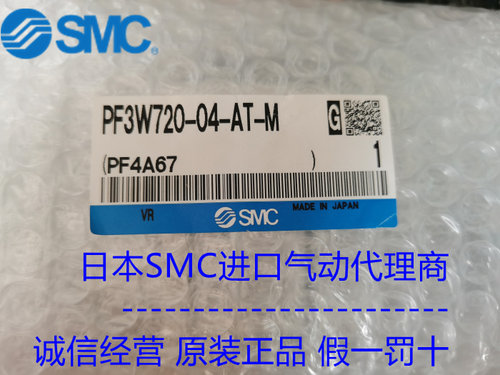 SMC
PF3W720-04-AT-M
G
(PF4A67 ) 1
VR SMC MADE IN JAPAN
日本SMC进口气动代理商
------------------------
诚信经营 原装正品 假一罚十